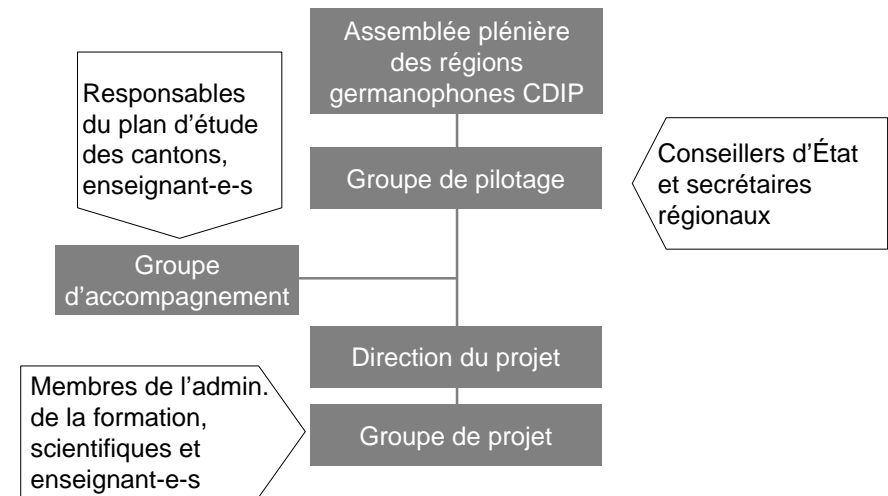 Assemblée plénière
des régions
germanophones CDIP
Responsables
du plan d'étude
des cantons,
enseignant-e-s
Groupe de pilotage
Conseillers d'État
et secrétaires
régionaux
Groupe
d'accompagnement
Direction du projet
Membres de l'admin.
de la formation,
scientifiques et
enseignant-e-s
Groupe de projet